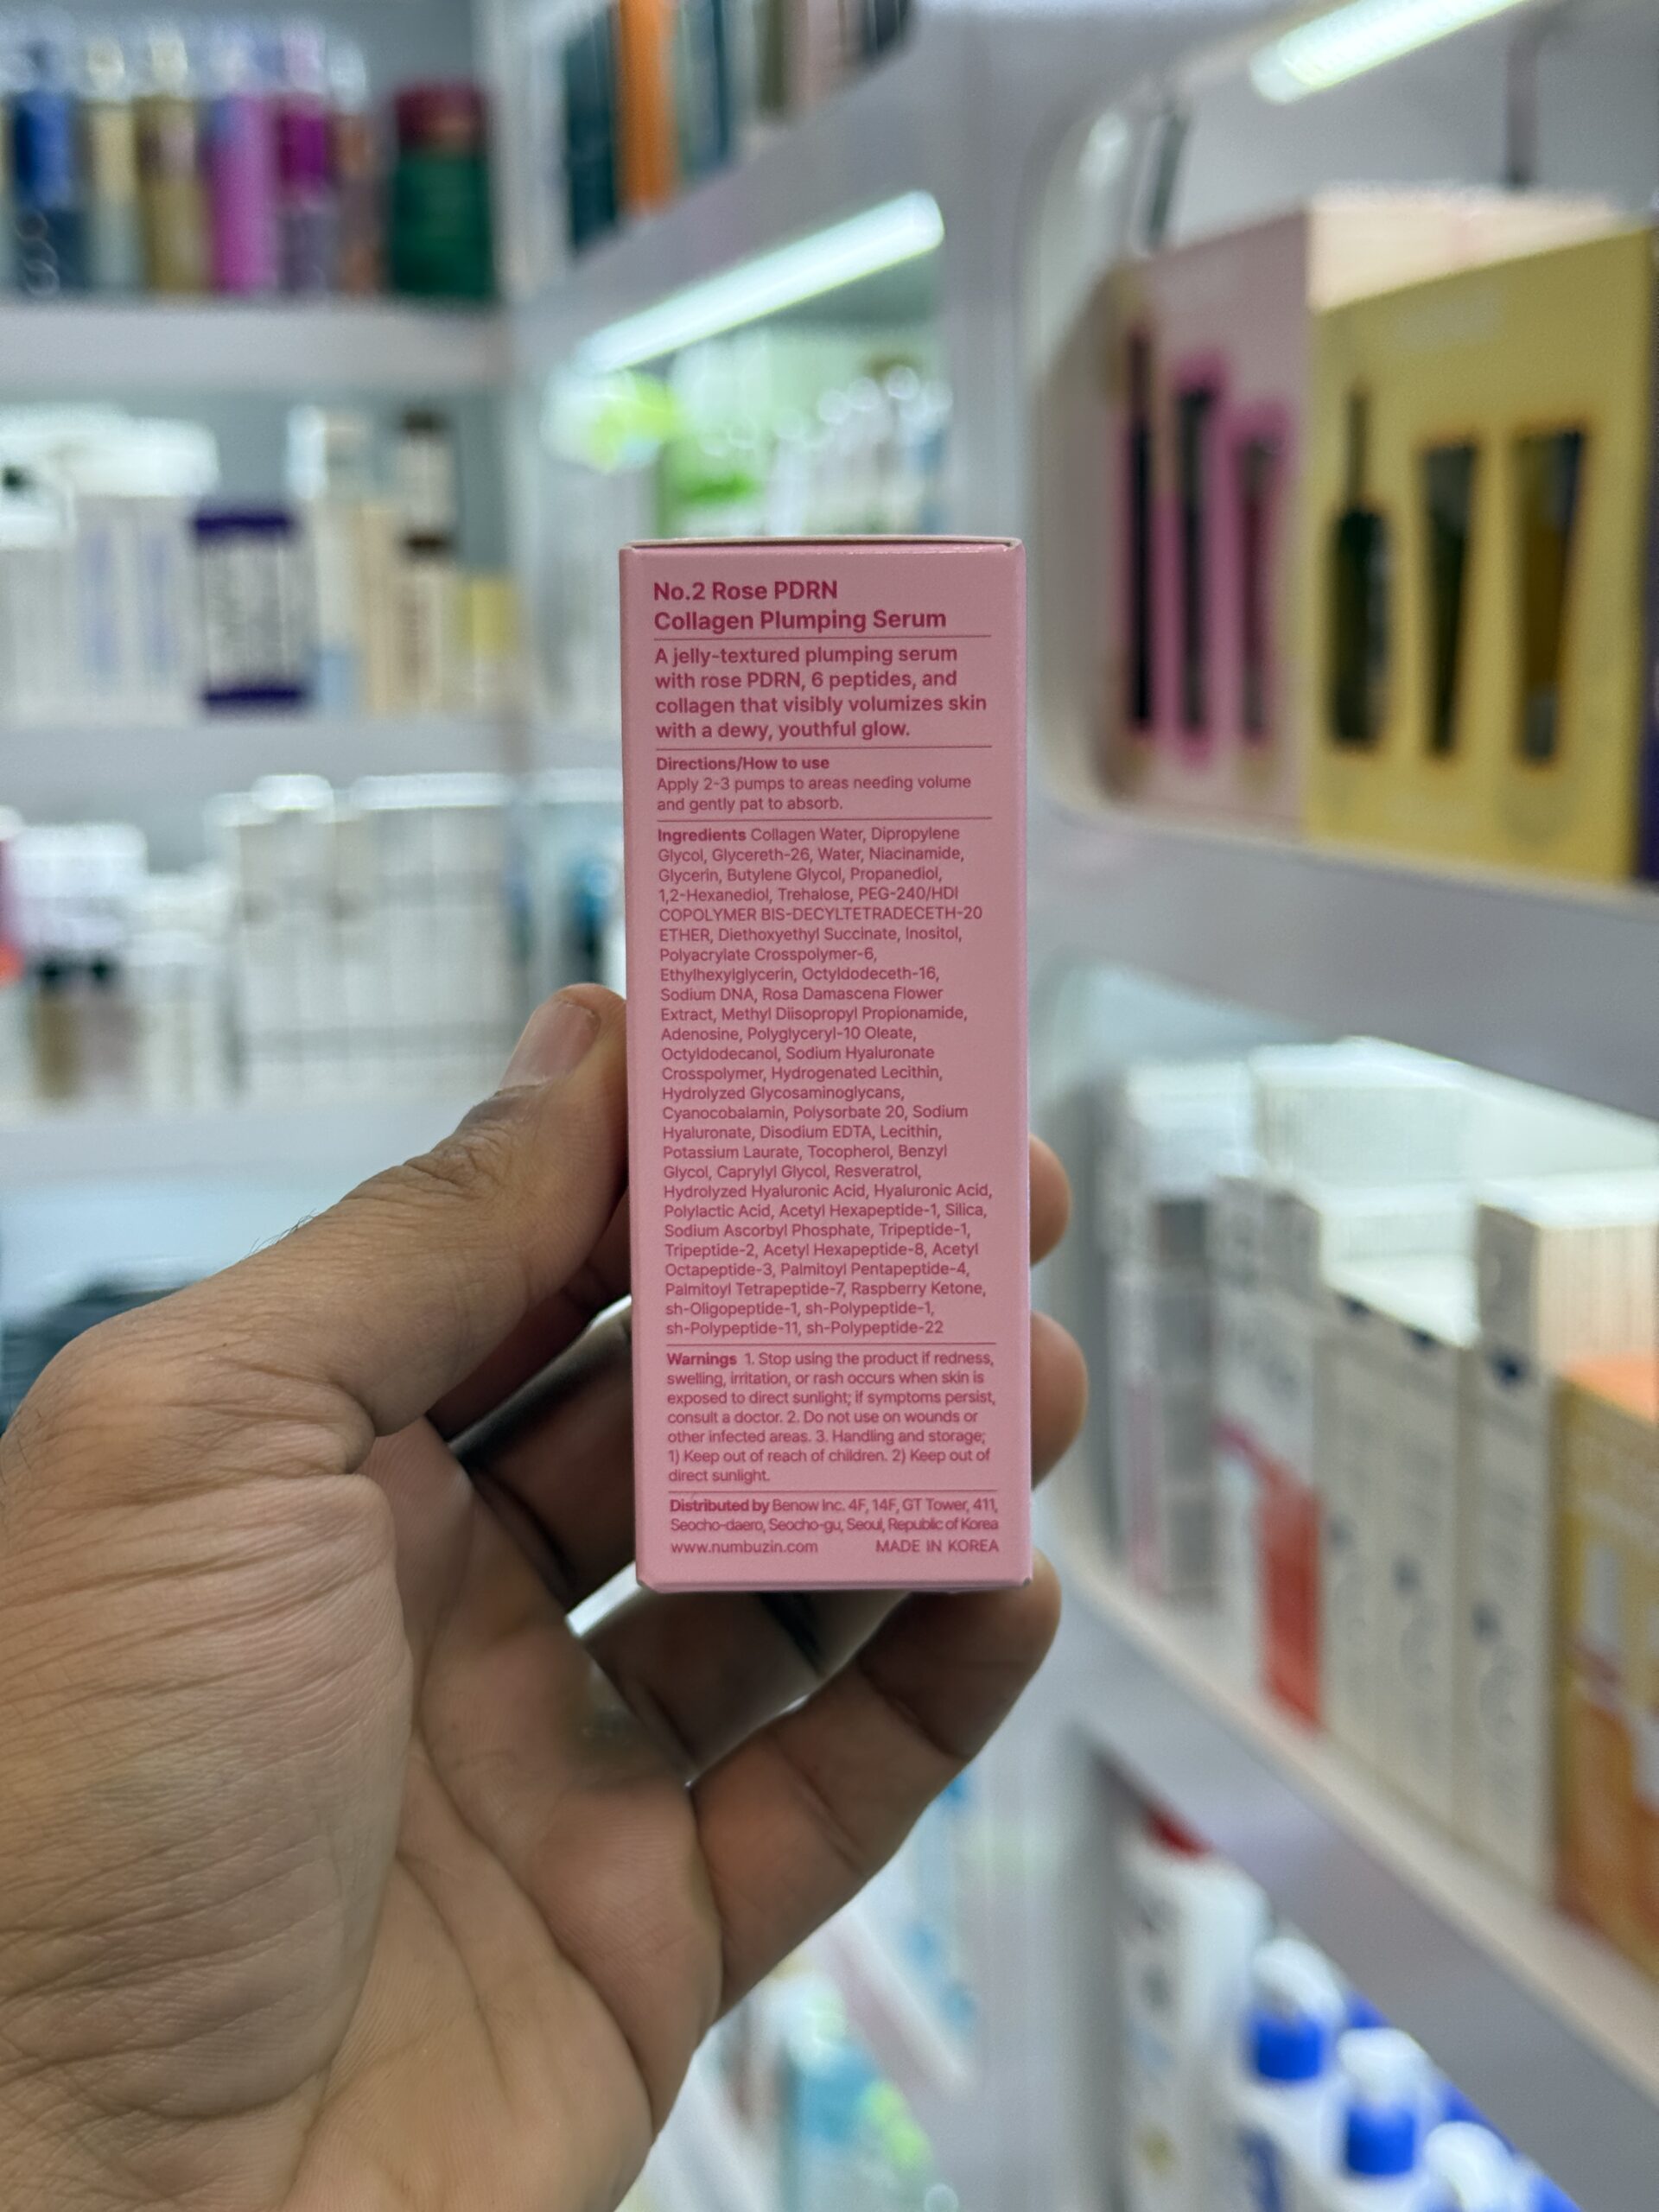 No.2 Rose PDRN
Collagen Plumping Serum
A jelly-textured plumping serum
with rose PDRN, 6 peptides, and
collagen that visibly volumizes skin
with a dewy, youthful glow.
Directions/How to use
Apply 2-3 pumps to areas needing volume
and gently pat to absorb.
Ingredients Collagen Water, Dipropylene
Glycol, Glycereth-26, Water, Niacinamide,
Glycerin, Butylene Glycol, Propanediol,
1,2-Hexanediol, Trehalose, PEG-240/HDI
COPOLYMER BIS-DECYLTETRADECETH-20
ETHER, Diethoxyethyl Succinate, Inositol,
Polyacrylate Crosspolymer-6,
Ethylhexylglycerin, Octyldodeceth-16,
Sodium DNA, Rosa Damascena Flower
Extract, Methyl Diisopropyl Propionamide,
Adenosine, Polyglyceryl-10 Oleate,
Octyldodecanol, Sodium Hyaluronate
Crosspolymer, Hydrogenated Lecithin,
Hydrolyzed Glycosaminoglycans,
Cyanocobalamin, Polysorbate 20, Sodium
Hyaluronate, Disodium EDTA, Lecithin,
Potassium Laurate, Tocopherol, Benzyl
Glycol, Caprylyl Glycol, Resveratrol,
Hydrolyzed Hyaluronic Acid, Hyaluronic Acid,
Polylactic Acid, Acetyl Hexapeptide-1, Silica,
Sodium Ascorbyl Phosphate, Tripeptide-1,
Tripeptide-2, Acetyl Hexapeptide-8, Acetyl
Octapeptide-3, Palmitoyl Pentapeptide-4,
Palmitoyl Tetrapeptide-7, Raspberry Ketone,
sh-Oligopeptide-1, sh-Polypeptide-1,
sh-Polypeptide-11, sh-Polypeptide-22
Warnings 1. Stop using the product if redness,
swelling, irritation, or rash occurs when skin is
exposed to direct sunlight; if symptoms persist,
consult a doctor. 2. Do not use on wounds or
other infected areas. 3. Handling and storage;
1) Keep out of reach of children. 2) Keep out of
direct sunlight.
Distributed by Benow Inc. 4F, 14F, GT Tower, 411,
Seocho-daero, Seocho-gu, Seoul, Republic of Korea
www.numbuzin.com MADE IN KOREA